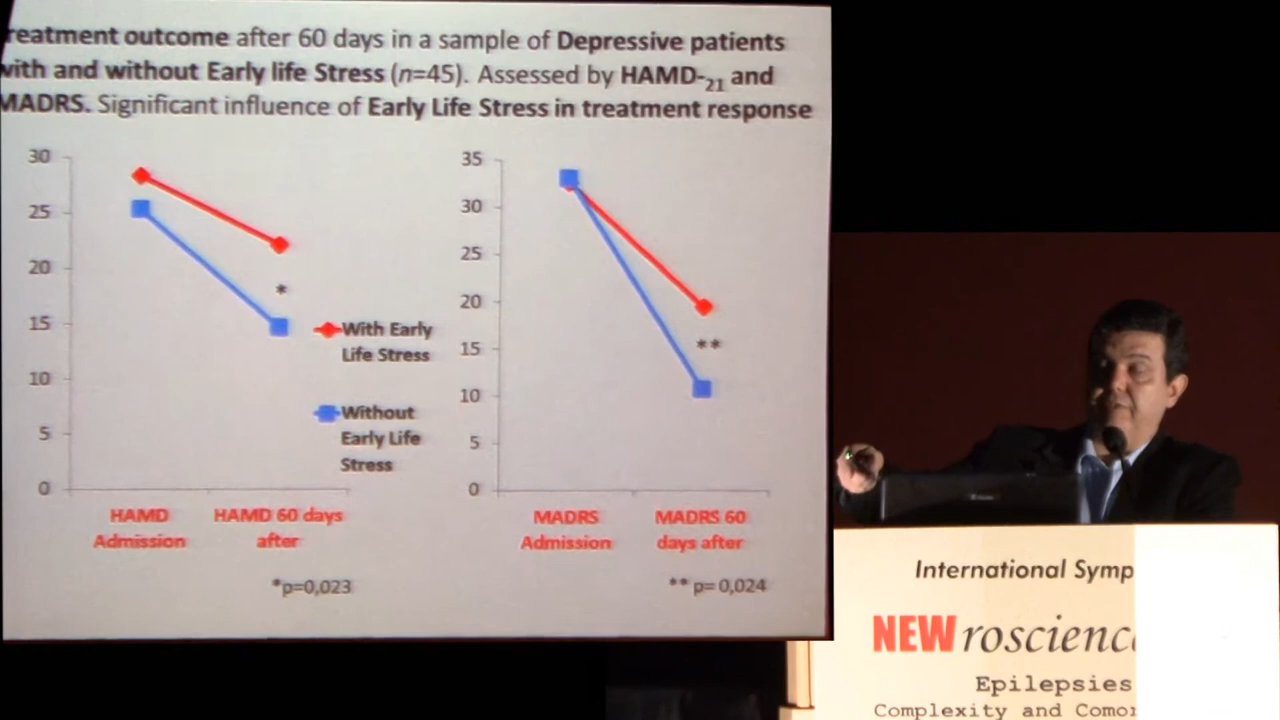 reatment outcome after 60 days in a sample of Depressive patients
with and without Early life Stress (n=45). Assessed by HAMD-21 and
MADRS. Significant influence of Early Life Stress in treatment response
30
25
20
15
10
5
0
*
With Early
Life Stress
Without
Early Life
Stress
HAMD
Admission
HAMD 60 days
after
*p=0,023
35
30
25
20
15
10
5
0
**
MADRS
Admission
MADRS 60
days after
** p= 0,024
International Symp
NEWroscienc
Epilepsies
Complexity and Comor